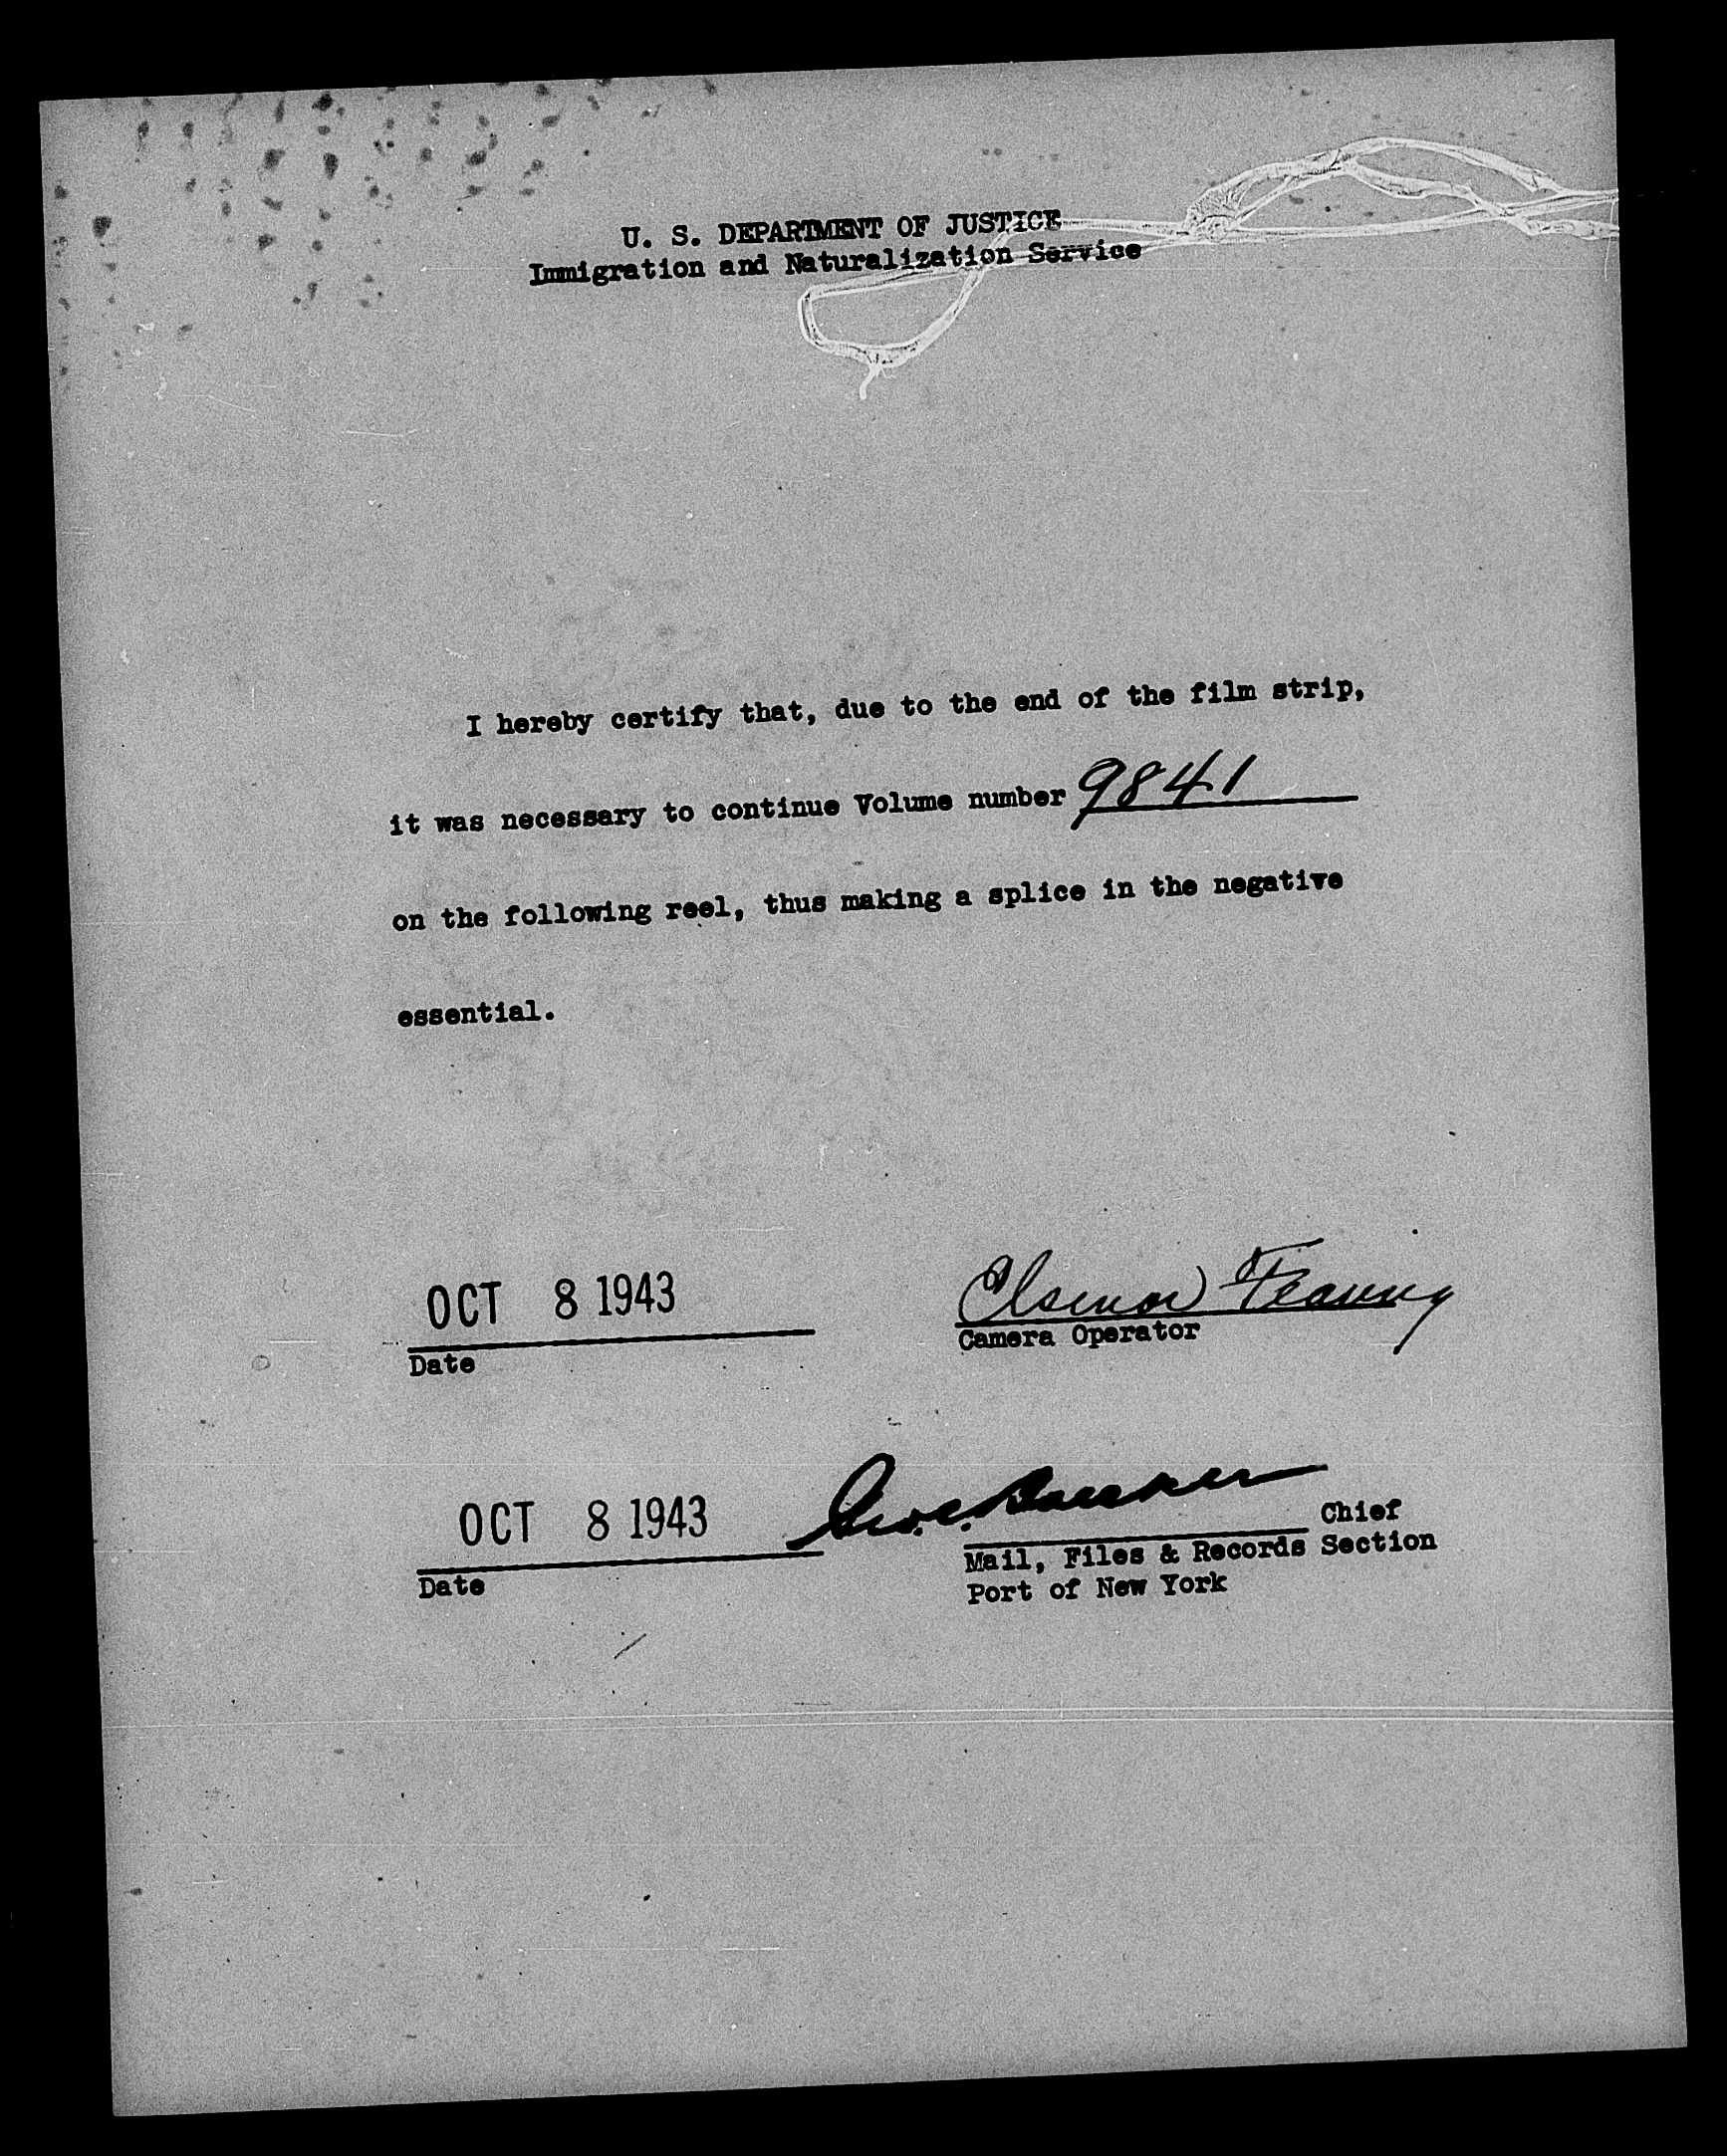 U. S. DEPARTMENT OF JUSTICE
Immigration and Naturalization Service
I hereby certify that, due to the end of the film strip,
it was necessary to continue Volume number 9841
on the following reel, thus making a splice in the negative
essential.
OCT 8 1943
Date
Camera Operator
OCT 8 1943
Date
Chief
Mail, Files & Records Section
Port of New York